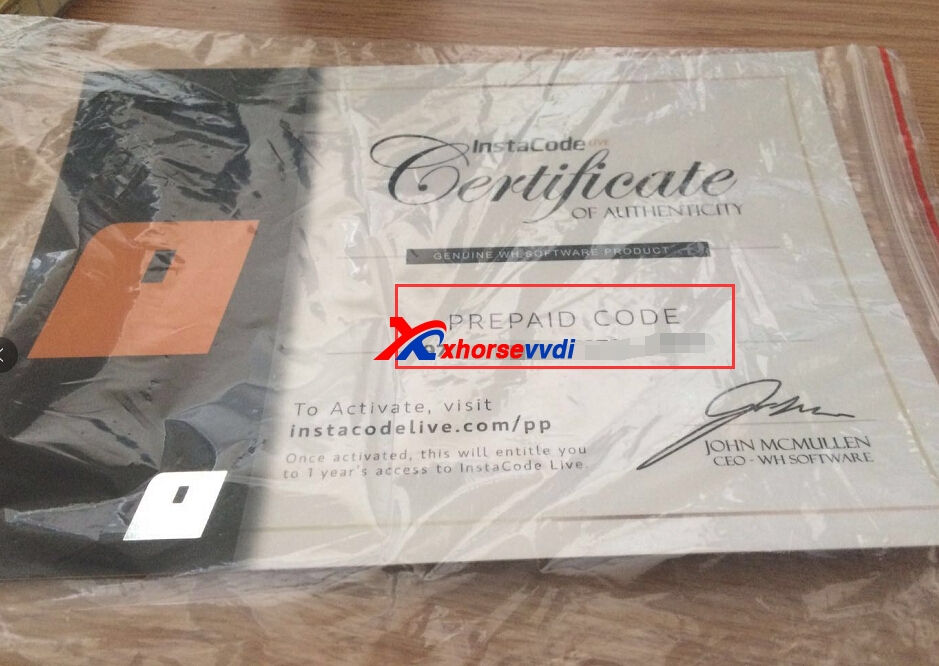 InstaCode LIVE
Certificate
OF AUTHENTICITY
GENUINE WH SOFTWARE PRODUCT
PREPAID CODE
xhorsevvdi
To Activate, visit
instacodelive.com/pp
Once activated, this will entitle you
to 1 year's access to InstaCode Live.
JOHN MCMULLEN
CEO - WH SOFTWARE